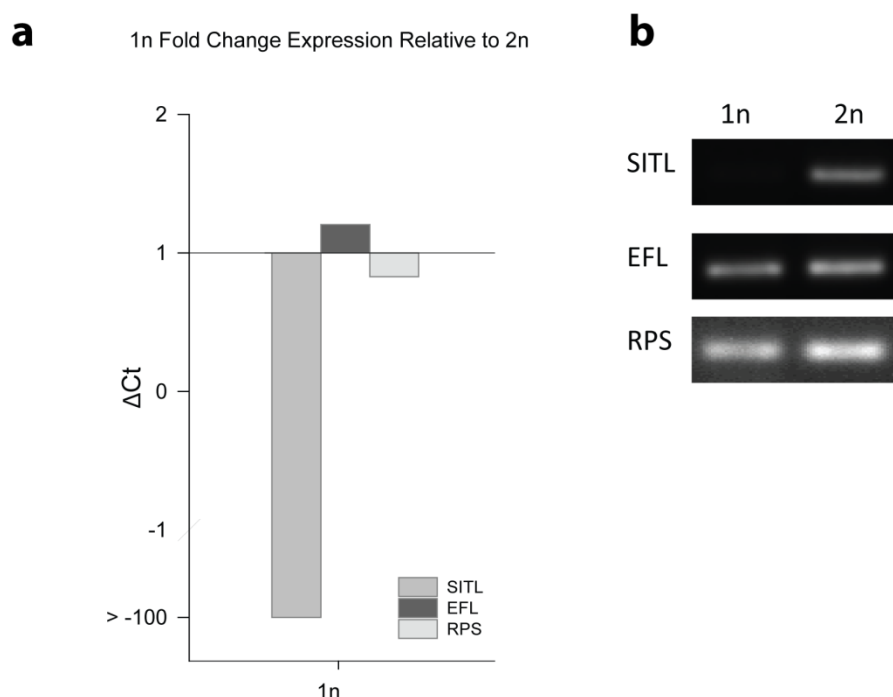 a
1n Fold Change Expression Relative to 2n
2
1
0
-1
> -100
ΔCt
SITL
EFL
RPS
1n
b
1n 2n
SITL
EFL
RPS